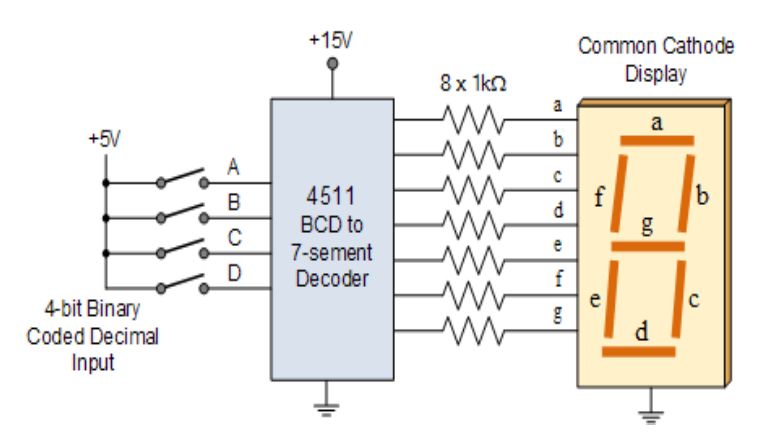 +15V
Common Cathode
Display
8 x 1kΩ
+5V
A
B
C
D
4511
BCD to
7-sement
Decoder
a
b
c
d
e
f
g
a
f
b
g
e
c
d
4-bit Binary
Coded Decimal
Input